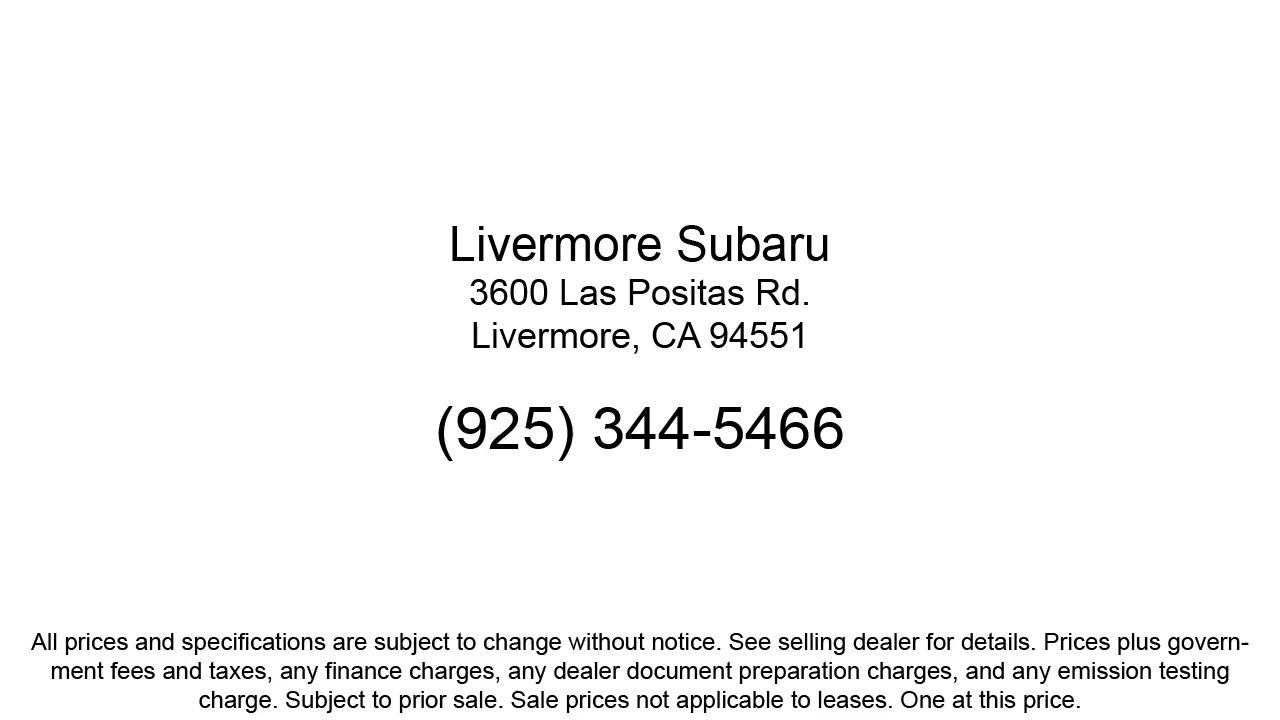 Livermore Subaru
3600 Las Positas Rd.
Livermore, CA 94551
(925) 344-5466
All prices and specifications are subject to change without notice. See selling dealer for details. Prices plus govern-
ment fees and taxes, any finance charges, any dealer document preparation charges, and any emission testing
charge. Subject to prior sale. Sale prices not applicable to leases. One at this price.